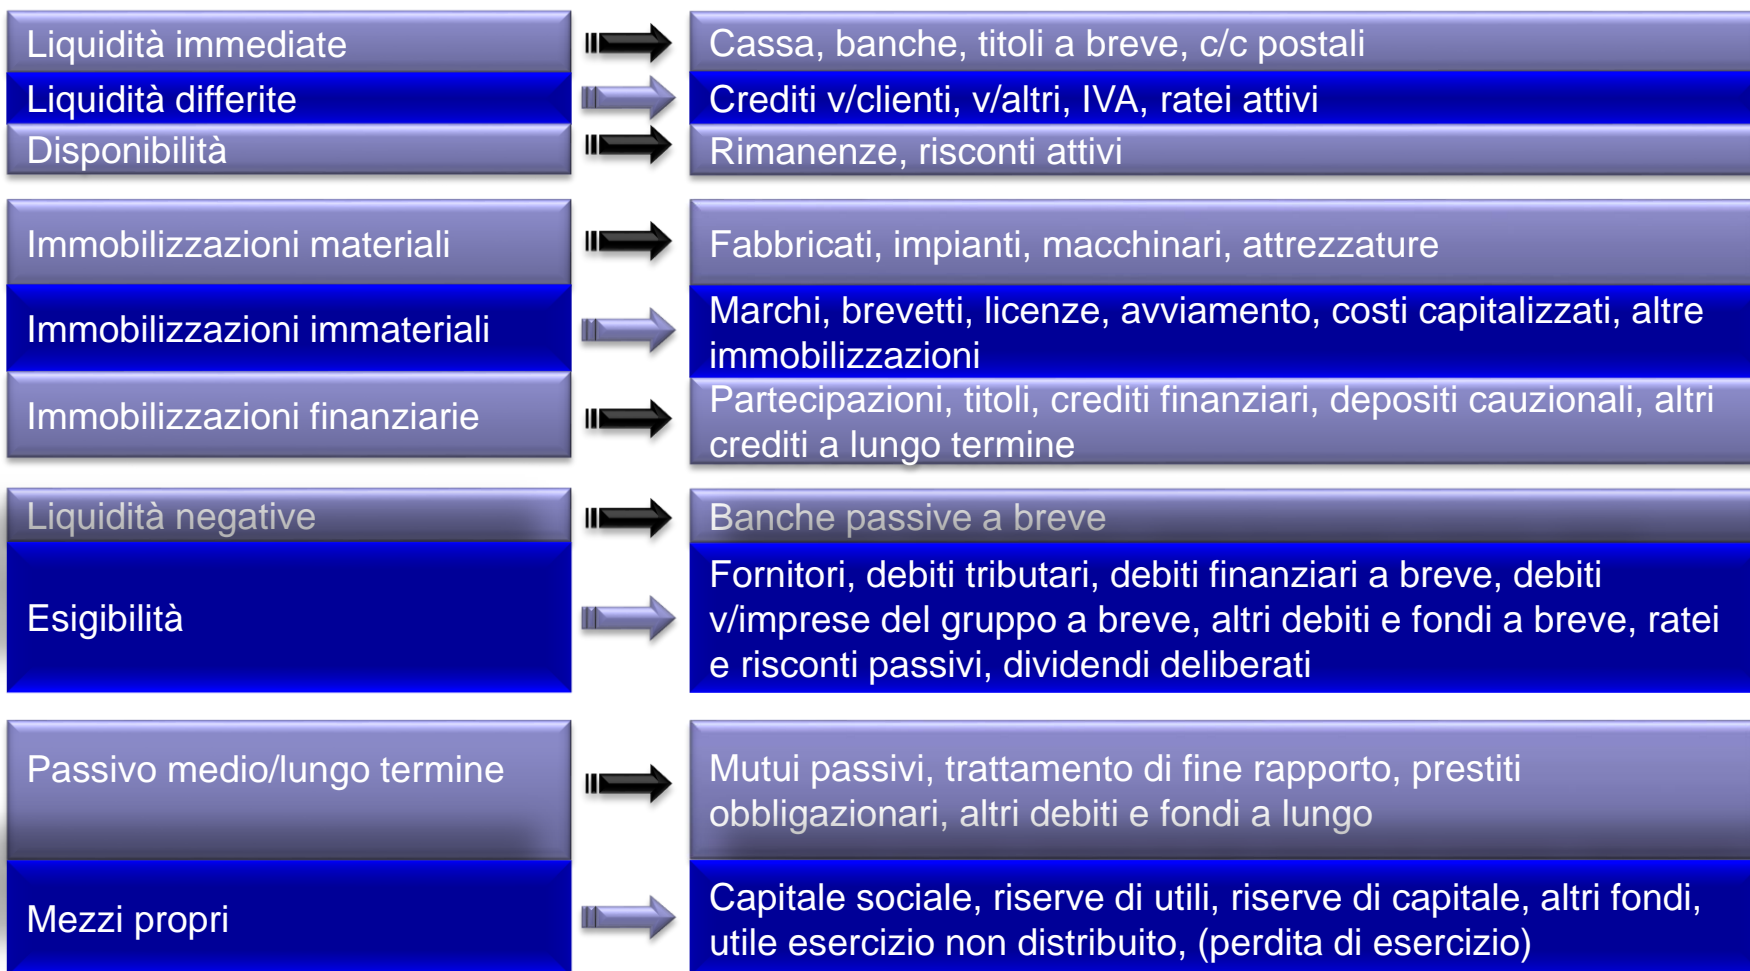 Liquidità immediate
Cassa, banche, titoli a breve, c/c postali
Liquidità differite
Crediti v/clienti, v/altri, IVA, ratei attivi
Disponibilità
Rimanenze, risconti attivi
Immobilizzazioni materiali
Fabbricati, impianti, macchinari, attrezzature
Immobilizzazioni immateriali
Marchi, brevetti, licenze, avviamento, costi capitalizzati, altre
immobilizzazioni
Immobilizzazioni finanziarie
Partecipazioni, titoli, crediti finanziari, depositi cauzionali, altri
crediti a lungo termine
Liquidità negative
Banche passive a breve
Esigibilità
Fornitori, debiti tributari, debiti finanziari a breve, debiti
v/imprese del gruppo a breve, altri debiti e fondi a breve, ratei
e risconti passivi, dividendi deliberati
Passivo medio/lungo termine
Mutui passivi, trattamento di fine rapporto, prestiti
obbligazionari, altri debiti e fondi a lungo
Mezzi propri
Capitale sociale, riserve di utili, riserve di capitale, altri fondi,
utile esercizio non distribuito, (perdita di esercizio)